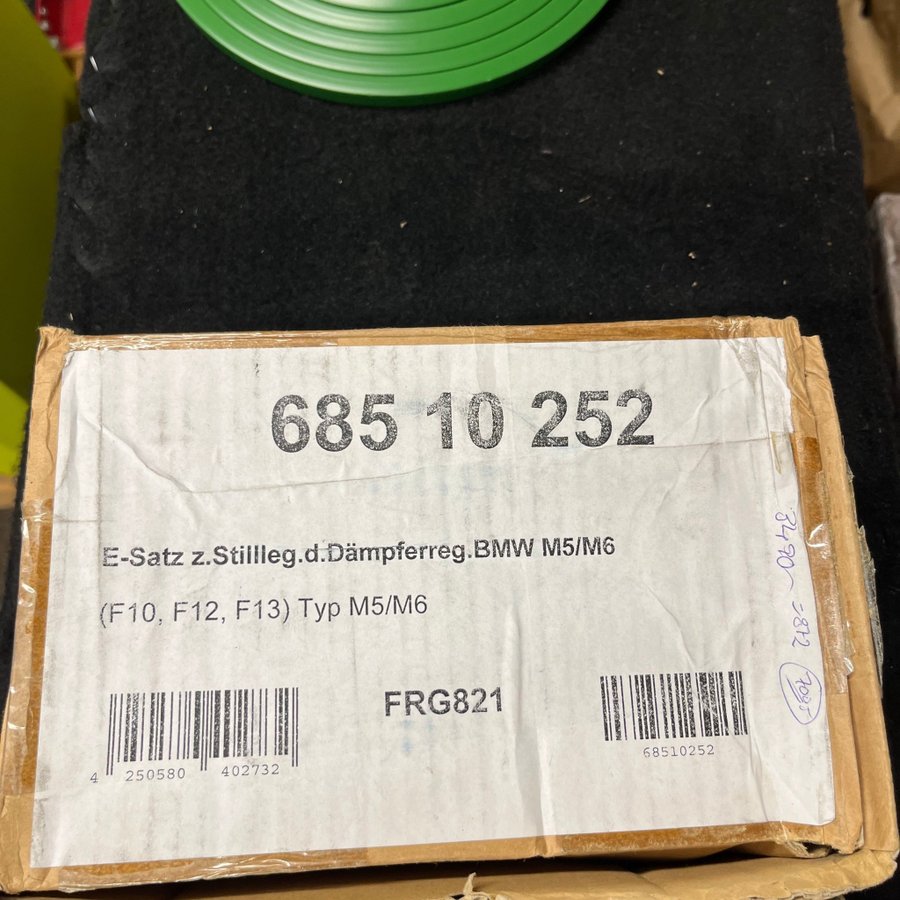 685 10 252
E-Satz z.Stillleg.d.Dämpferreg.BMW M5/M6
(F10, F12, F13) Typ M5/M6
FRG821
4 250580 402732
68510252